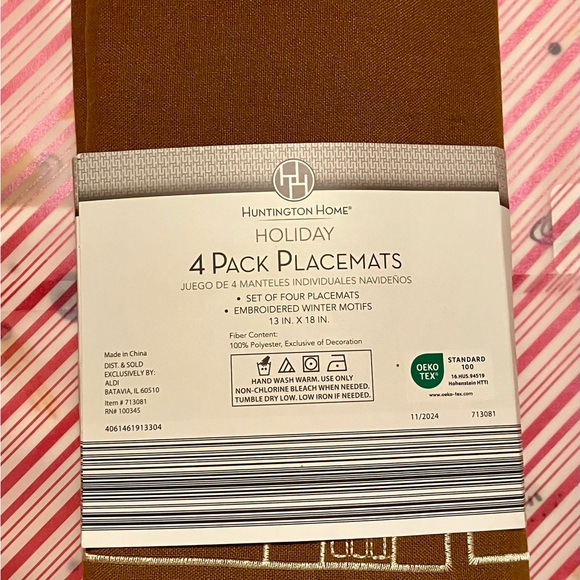 HUNTINGTON HOME®
HOLIDAY
4 PACK PLACEMATS
JUEGO DE 4 MANTELES INDIVIDUALES NAVIDEÑOS
• SET OF FOUR PLACEMATS
• EMBROIDERED WINTER MOTIFS
13 IN. X 18 IN.
Fiber Content:
100% Polyester, Exclusive of Decoration
Made in China
DIST. & SOLD
EXCLUSIVELY BY:
ALDI
BATAVIA, IL 60510
Item # 713081
RN# 100345
4061461913304
HAND WASH WARM. USE ONLY
NON-CHLORINE BLEACH WHEN NEEDED.
TUMBLE DRY LOW. LOW IRON IF NEEDED.
OEKO
TEX®
STANDARD
100
16.HUS.94519
Hohenstein HTTI
www.oeko-tex.com
11/2024
713081